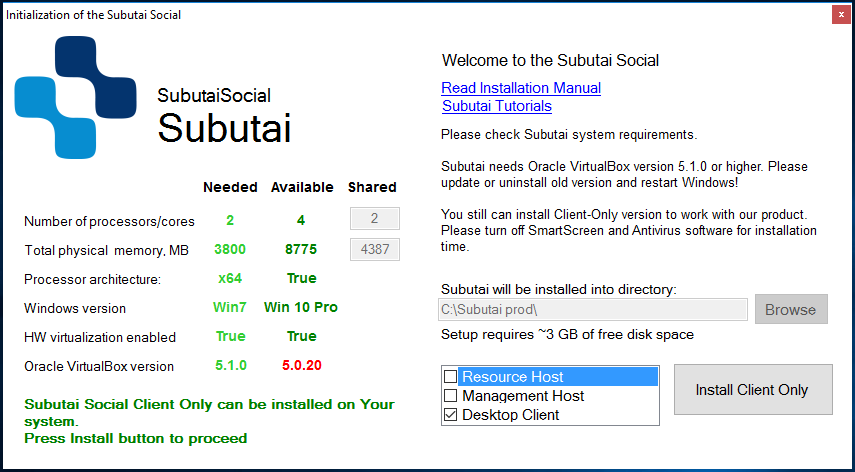 Initialization of the Subutai Social
x
SubutaiSocial
Subutai
Needed Available Shared
Number of processors/cores 2 4 2
Total physical memory, MB 3800 8775 4387
Processor architecture: x64 True
Windows version Win7 Win 10 Pro
HW virtualization enabled True True
Oracle VirtualBox version 5.1.0 5.0.20
Subutai Social Client Only can be installed on Your
system.
Press Install button to proceed
Welcome to the Subutai Social
Read Installation Manual
Subutai Tutorials
Please check Subutai system requirements.
Subutai needs Oracle VirtualBox version 5.1.0 or higher. Please
update or uninstall old version and restart Windows!
You still can install Client-Only version to work with our product.
Please turn off SmartScreen and Antivirus software for installation
time.
Subutai will be installed into directory:
C:\Subutai prod\ Browse
Setup requires ~3 GB of free disk space
Resource Host
Management Host
Desktop Client
Install Client Only